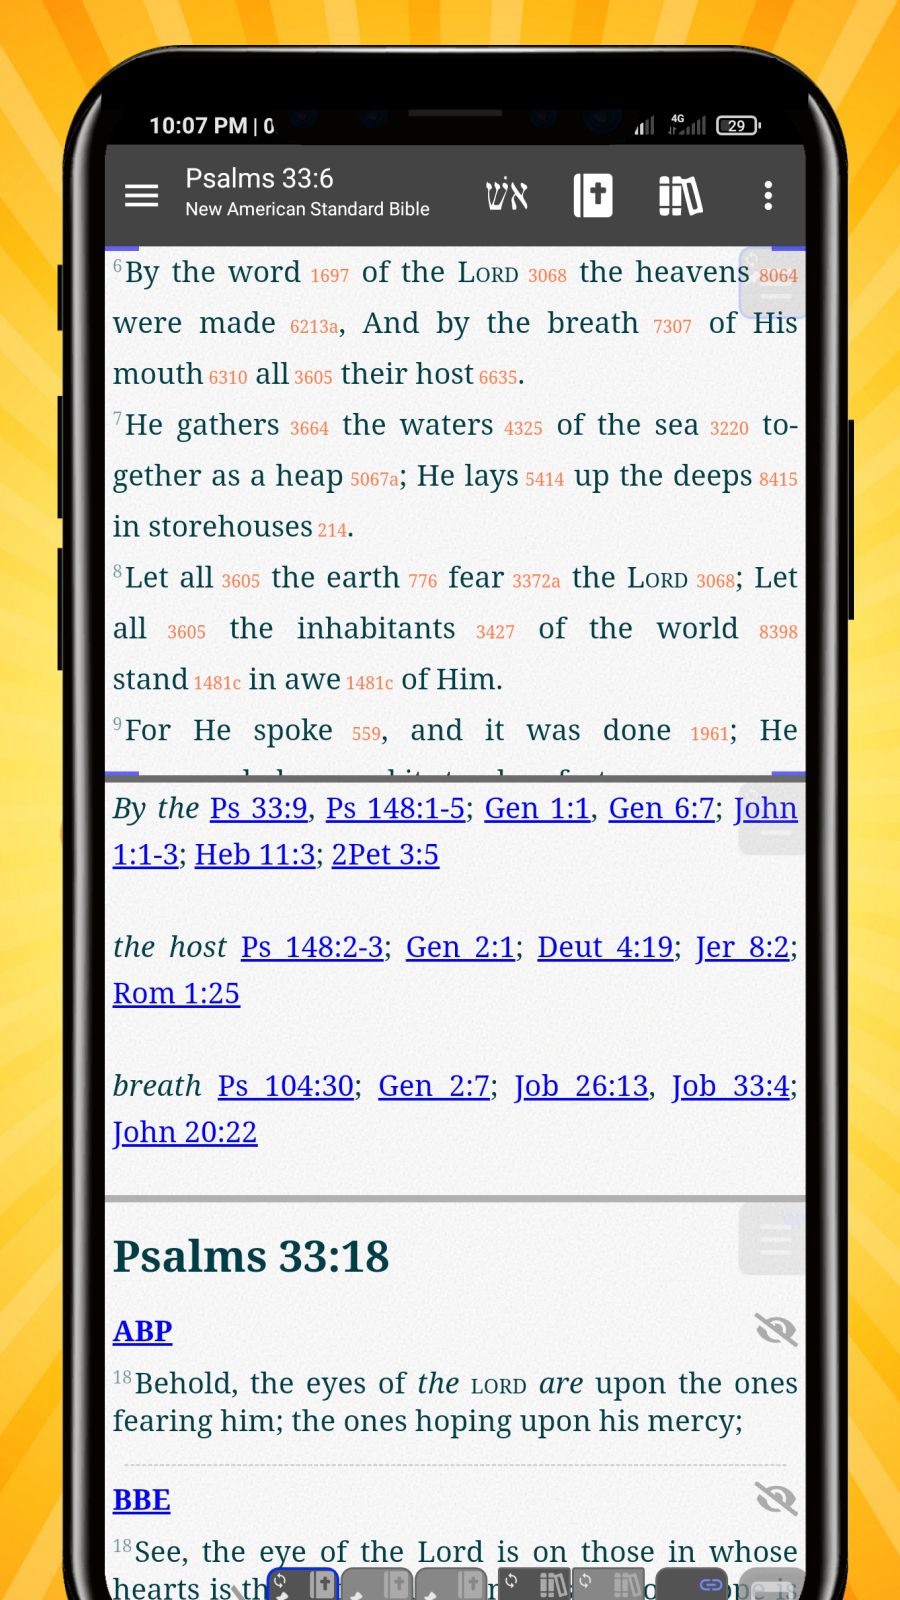 10:07 PM | 0
4G
29
Psalms 33:6
New American Standard Bible
אשׁ
6 By the word 1697 of the LORD 3068 the heavens 8064
were made 6213a, And by the breath 7307 of His
mouth 6310 all 3605 their host 6635.
7 He gathers 3664 the waters 4325 of the sea 3220 to-
gether as a heap 5067a; He lays 5414 up the deeps 8415
in storehouses 214.
8 Let all 3605 the earth 776 fear 3372a the LORD 3068; Let
all 3605 the inhabitants 3427 of the world 8398
stand 1481c in awe 1481c of Him.
9 For He spoke 559, and it was done 1961; He
By the Ps 33:9, Ps 148:1-5; Gen 1:1, Gen 6:7; John
1:1-3; Heb 11:3; 2Pet 3:5
the host Ps 148:2-3; Gen 2:1; Deut 4:19; Jer 8:2;
Rom 1:25
breath Ps 104:30; Gen 2:7; Job 26:13, Job 33:4;
John 20:22
Psalms 33:18
ABP
18 Behold, the eyes of the LORD are upon the ones
fearing him; the ones hoping upon his mercy;
BBE
18 See, the eye of the Lord is on those in whose
hearts is